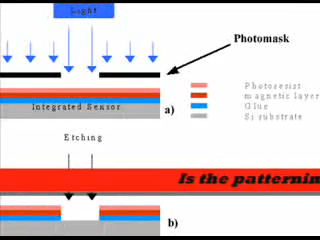 Light
Photomask
Photoresist
magnetic layer
Glue
Si substrate
Integrated Sensor
a)
Etching
Is the patternin
b)